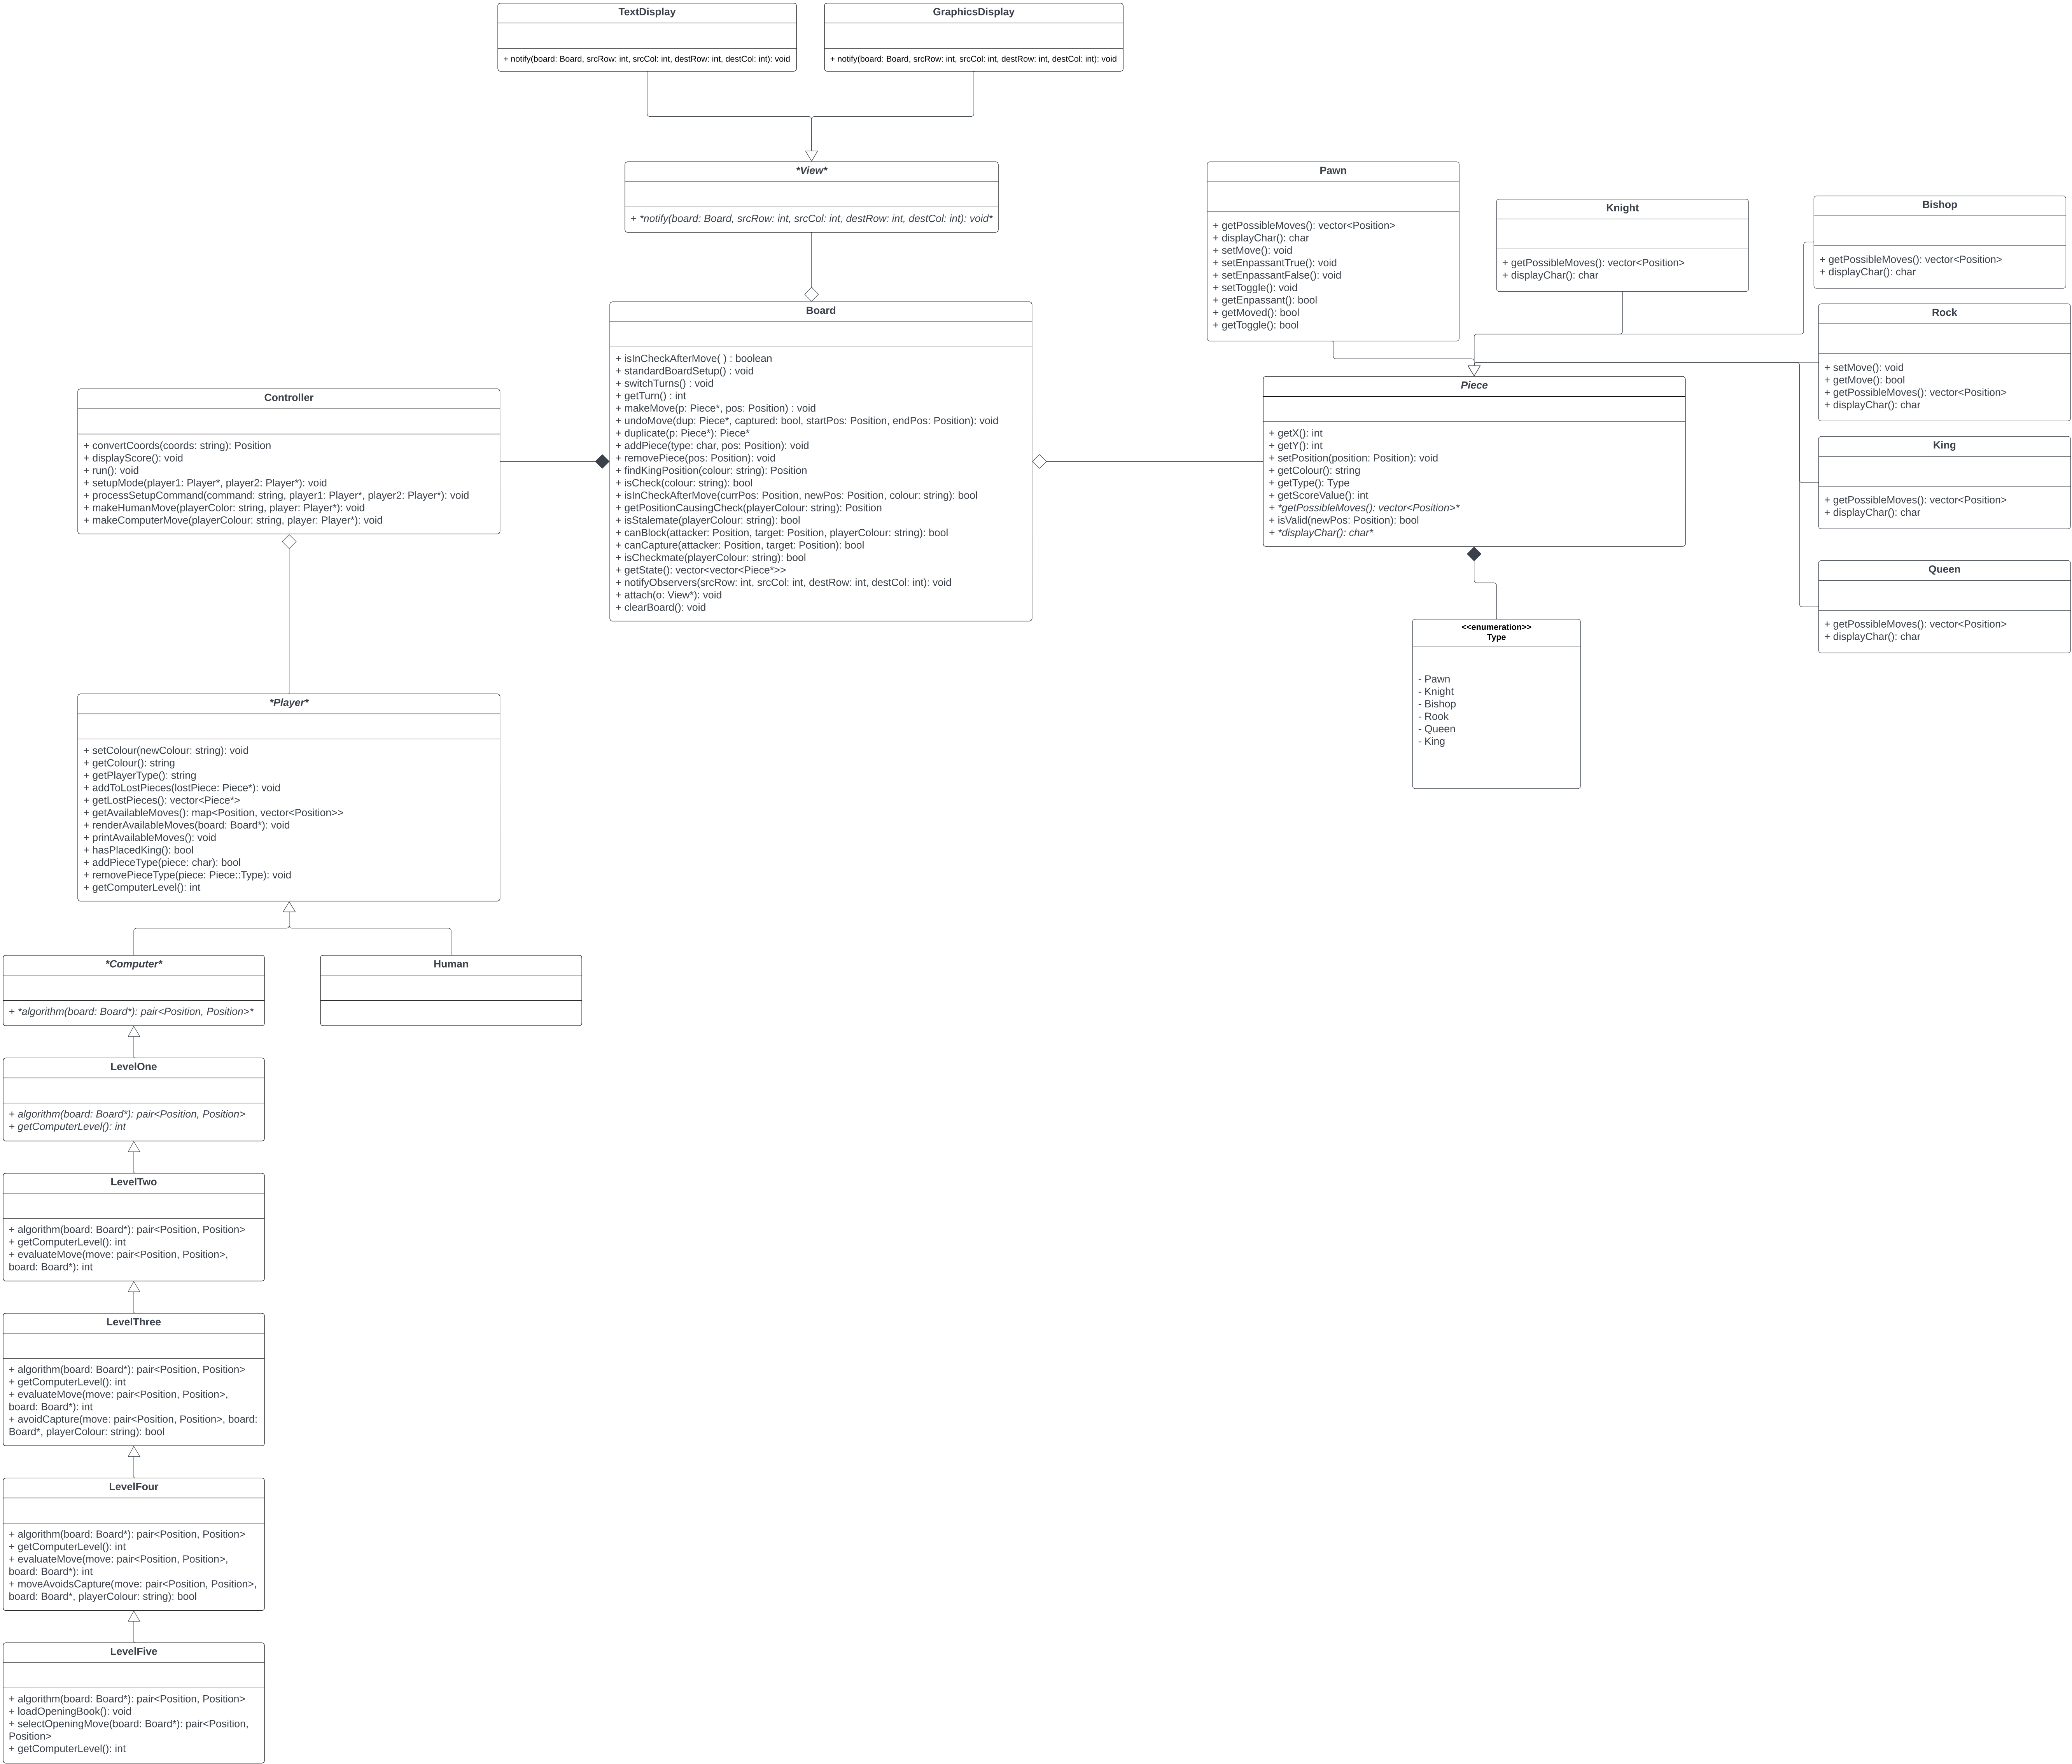 TextDisplay
+ notify(board: Board, srcRow: int, srcCol: int, destRow: int, destCol: int): void
GraphicsDisplay
+ notify(board: Board, srcRow: int, srcCol: int, destRow: int, destCol: int): void
*View*
+ *notify(board: Board, srcRow: int, srcCol: int, destRow: int, destCol: int): void*
Pawn
+ getPossibleMoves(): vector<Position>
+ displayChar(): char
+ setMove(): void
+ setEnpassantTrue(): void
+ setEnpassantFalse(): void
+ setToggle(): void
+ getEnpassant(): bool
+ getMoved(): bool
+ getToggle(): bool
Knight
+ getPossibleMoves(): vector<Position>
+ displayChar(): char
Bishop
+ getPossibleMoves(): vector<Position>
+ displayChar(): char
Rock
+ setMove(): void
+ getMove(): bool
+ getPossibleMoves(): vector<Position>
+ displayChar(): char
King
+ getPossibleMoves(): vector<Position>
+ displayChar(): char
Queen
+ getPossibleMoves(): vector<Position>
+ displayChar(): char
Board
+ isInCheckAfterMove( ) : boolean
+ standardBoardSetup() : void
+ switchTurns() : void
+ getTurn() : int
+ makeMove(p: Piece*, pos: Position) : void
+ undoMove(dup: Piece*, captured: bool, startPos: Position, endPos: Position): void
+ duplicate(p: Piece*): Piece*
+ addPiece(type: char, pos: Position): void
+ removePiece(pos: Position): void
+ findKingPosition(colour: string): Position
+ isCheck(colour: string): bool
+ isInCheckAfterMove(currPos: Position, newPos: Position, colour: string): bool
+ getPositionCausingCheck(playerColour: string): Position
+ isStalemate(playerColour: string): bool
+ canBlock(attacker: Position, target: Position, playerColour: string): bool
+ canCapture(attacker: Position, target: Position): bool
+ isCheckmate(playerColour: string): bool
+ getState(): vector<vector<Piece*>>
+ notifyObservers(srcRow: int, srcCol: int, destRow: int, destCol: int): void
+ attach(o: View*): void
+ clearBoard(): void
Controller
+ convertCoords(coords: string): Position
+ displayScore(): void
+ run(): void
+ setupMode(player1: Player*, player2: Player*): void
+ processSetupCommand(command: string, player1: Player*, player2: Player*): void
+ makeHumanMove(playerColor: string, player: Player*): void
+ makeComputerMove(playerColour: string, player: Player*): void
Piece
+ getX(): int
+ getY(): int
+ setPosition(position: Position): void
+ getColour(): string
+ getType(): Type
+ getScoreValue(): int
+ *getPossibleMoves(): vector<Position>*
+ isValid(newPos: Position): bool
+ *displayChar(): char*
<<enumeration>>
Type
- Pawn
- Knight
- Bishop
- Rook
- Queen
- King
*Player*
+ setColour(newColour: string): void
+ getColour(): string
+ getPlayerType(): string
+ addToLostPieces(lostPiece: Piece*): void
+ getLostPieces(): vector<Piece*>
+ getAvailableMoves(): map<Position, vector<Position>>
+ renderAvailableMoves(board: Board*): void
+ printAvailableMoves(): void
+ hasPlacedKing(): bool
+ addPieceType(piece: char): bool
+ removePieceType(piece: Piece::Type): void
+ getComputerLevel(): int
*Computer*
+ *algorithm(board: Board*): pair<Position, Position>*
Human
LevelOne
+ algorithm(board: Board*): pair<Position, Position>
+ getComputerLevel(): int
LevelTwo
+ algorithm(board: Board*): pair<Position, Position>
+ getComputerLevel(): int
+ evaluateMove(move: pair<Position, Position>,
board: Board*): int
LevelThree
+ algorithm(board: Board*): pair<Position, Position>
+ getComputerLevel(): int
+ evaluateMove(move: pair<Position, Position>,
board: Board*): int
+ avoidCapture(move: pair<Position, Position>, board:
Board*, playerColour: string): bool
LevelFour
+ algorithm(board: Board*): pair<Position, Position>
+ getComputerLevel(): int
+ evaluateMove(move: pair<Position, Position>,
board: Board*): int
+ moveAvoidsCapture(move: pair<Position, Position>,
board: Board*, playerColour: string): bool
LevelFive
+ algorithm(board: Board*): pair<Position, Position>
+ loadOpeningBook(): void
+ selectOpeningMove(board: Board*): pair<Position,
Position>
+ getComputerLevel(): int